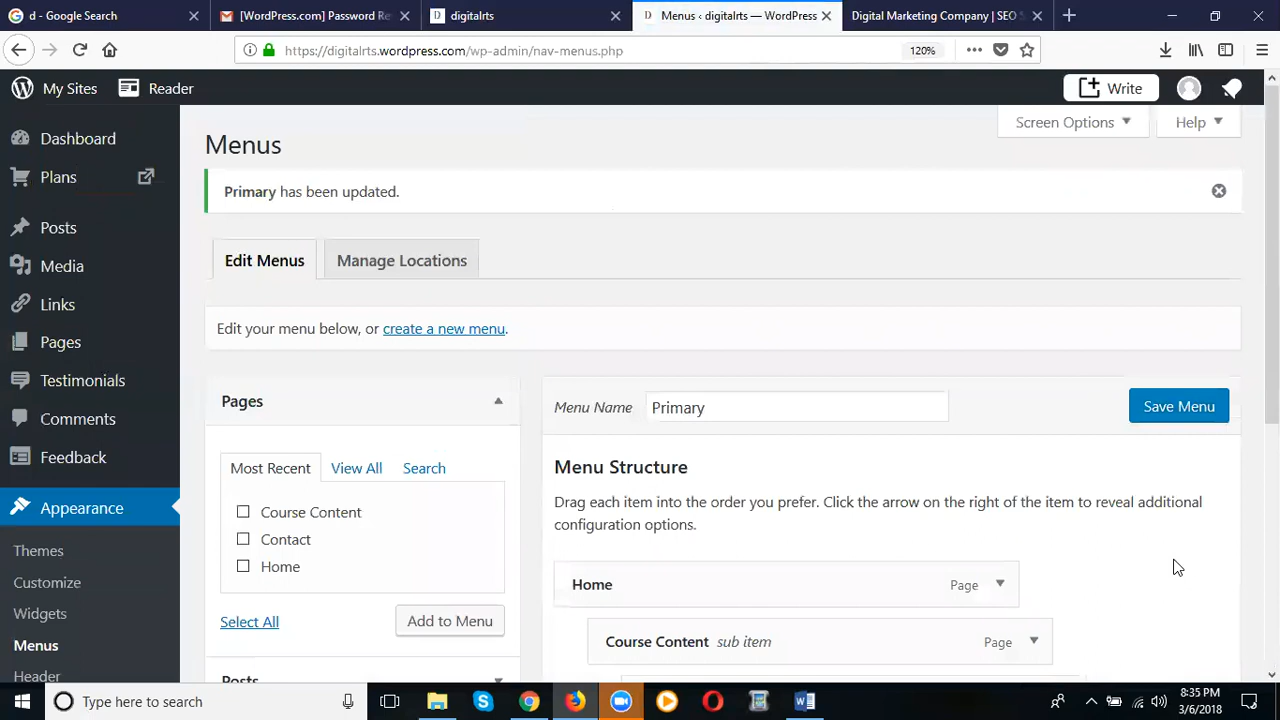 d - Google Search
[WordPress.com] Password Re
digitalrts
Menus ‹ digitalrts — WordPress
Digital Marketing Company | SEO S
https://digitalrts.wordpress.com/wp-admin/nav-menus.php
120%
My Sites
Reader
Write
Screen Options
Help
Dashboard
Plans
Posts
Media
Links
Pages
Testimonials
Comments
Feedback
Appearance
Themes
Customize
Widgets
Menus
Header
Menus
Primary has been updated.
Edit Menus
Manage Locations
Edit your menu below, or create a new menu.
Pages
Most Recent
View All
Search
Course Content
Contact
Home
Select All
Add to Menu
Posts
Menu Name
Primary
Save Menu
Menu Structure
Drag each item into the order you prefer. Click the arrow on the right of the item to reveal additional
configuration options.
Home
Page
Course Content sub item
Page
Type here to search
8:35 PM
3/6/2018